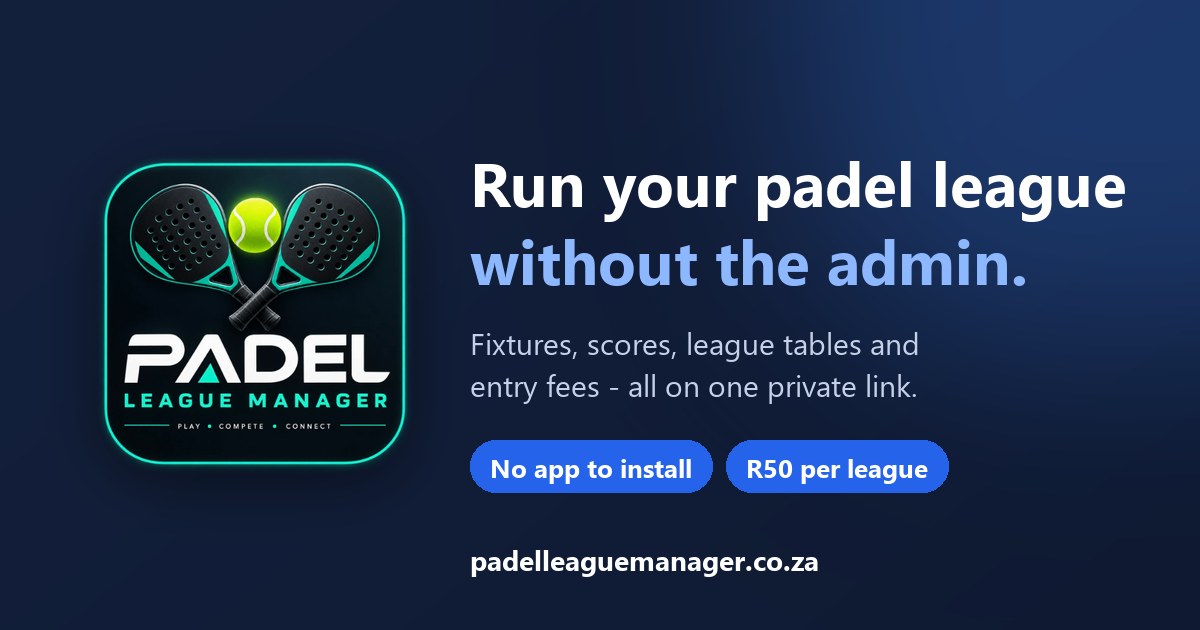 PADEL
LEAGUE MANAGER
PLAY • COMPETE • CONNECT
Run your padel league
without the admin.
Fixtures, scores, league tables and
entry fees - all on one private link.
No app to install
R50 per league
padelleaguemanager.co.za